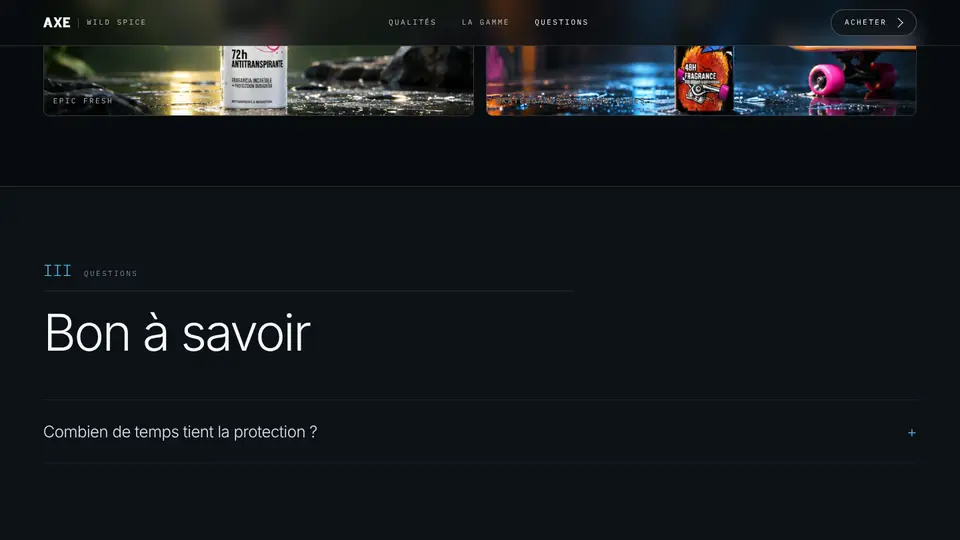 AXE
WILD SPICE
QUALITÉS
LA GAMME
QUESTIONS
ACHETER
72h
ANTITRANSPIRANTE
EPIC FRESH
48H
FRAGRANCE
III
QUESTIONS
Bon à savoir
Combien de temps tient la protection ?
+